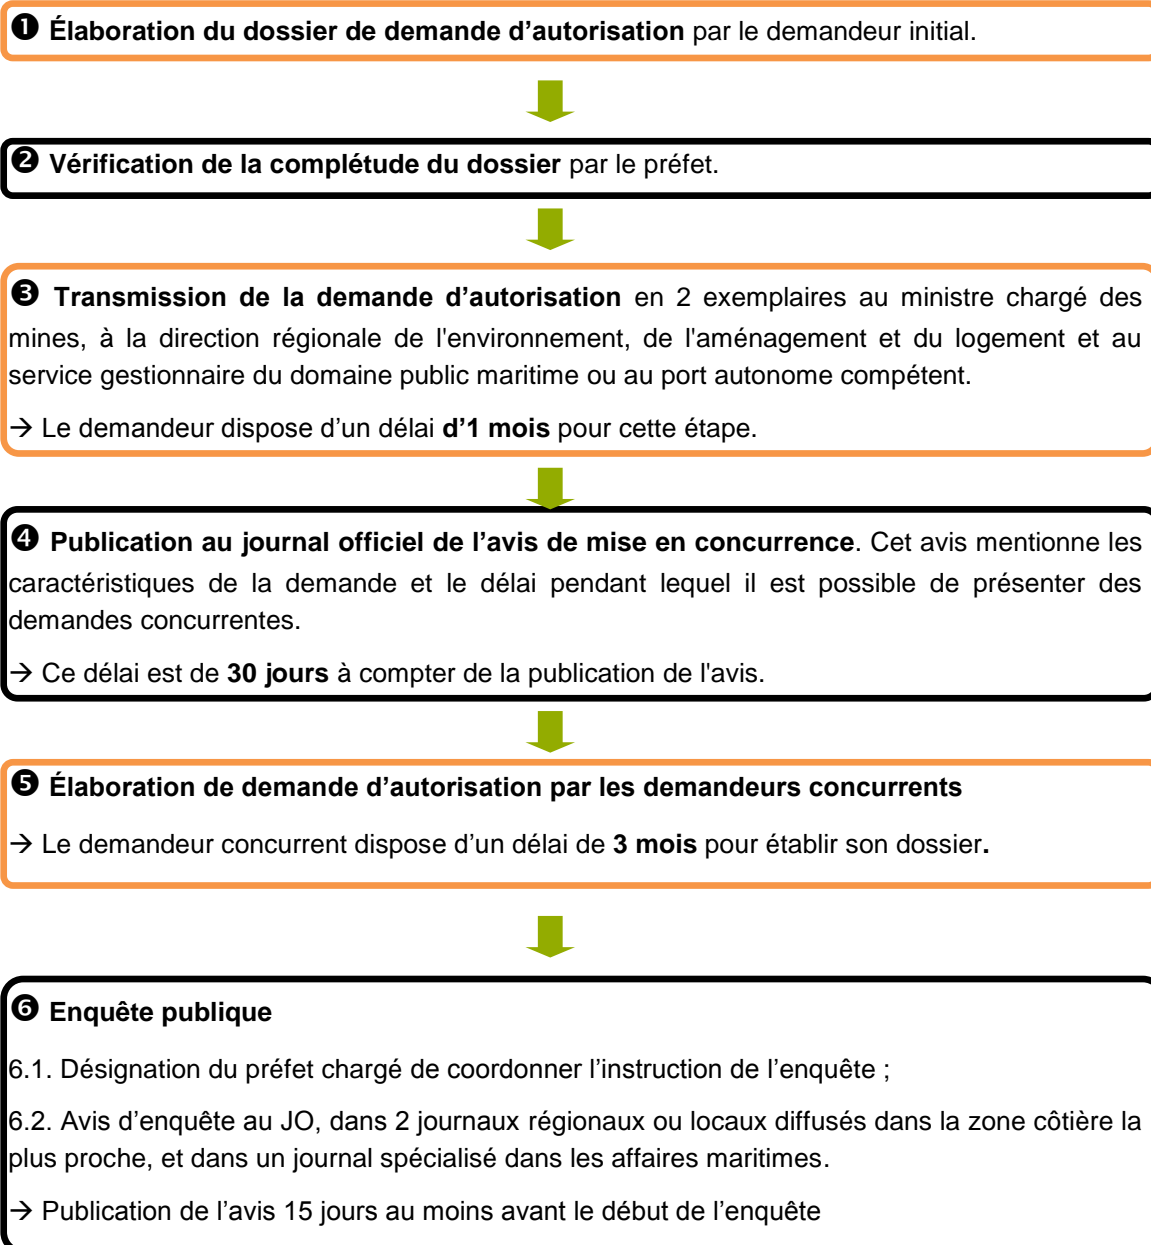 ❶ Élaboration du dossier de demande d’autorisation par le demandeur initial.
❷ Vérification de la complétude du dossier par le préfet.
❸ Transmission de la demande d’autorisation en 2 exemplaires au ministre chargé des
mines, à la direction régionale de l'environnement, de l'aménagement et du logement et au
service gestionnaire du domaine public maritime ou au port autonome compétent.
→ Le demandeur dispose d’un délai d’1 mois pour cette étape.
❹ Publication au journal officiel de l’avis de mise en concurrence. Cet avis mentionne les
caractéristiques de la demande et le délai pendant lequel il est possible de présenter des
demandes concurrentes.
→ Ce délai est de 30 jours à compter de la publication de l'avis.
❺ Élaboration de demande d’autorisation par les demandeurs concurrents
→ Le demandeur concurrent dispose d’un délai de 3 mois pour établir son dossier.
❻ Enquête publique
6.1. Désignation du préfet chargé de coordonner l’instruction de l’enquête ;
6.2. Avis d’enquête au JO, dans 2 journaux régionaux ou locaux diffusés dans la zone côtière la
plus proche, et dans un journal spécialisé dans les affaires maritimes.
→ Publication de l’avis 15 jours au moins avant le début de l’enquête